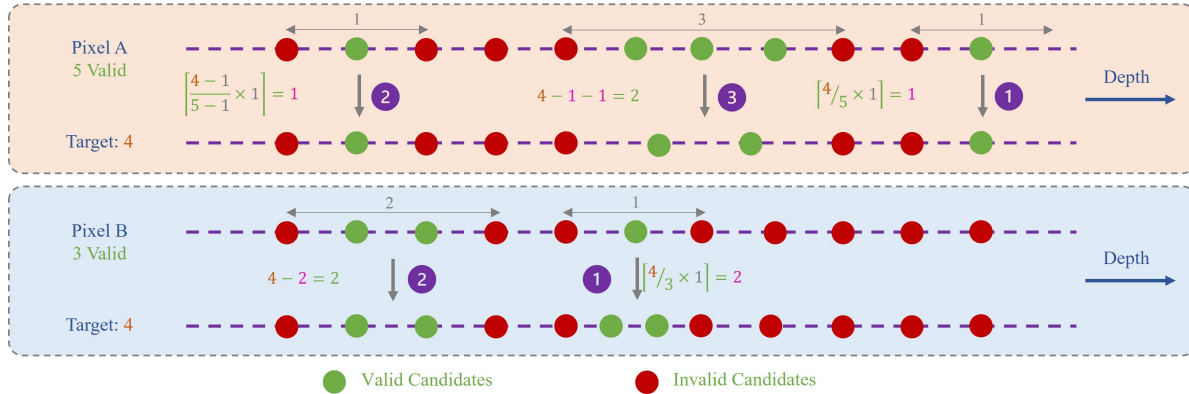 1 3 1
Pixel A
5 Valid
⌈(4 − 1)/(5 − 1) × 1⌉ = 1 2 4 − 1 − 1 = 2 3 ⌈4/5 × 1⌉ = 1 1 Depth
Target: 4
2 1
Pixel B
3 Valid
4 − 2 = 2 2 1 ⌈4/3 × 1⌉ = 2 Depth
Target: 4
Valid Candidates Invalid Candidates